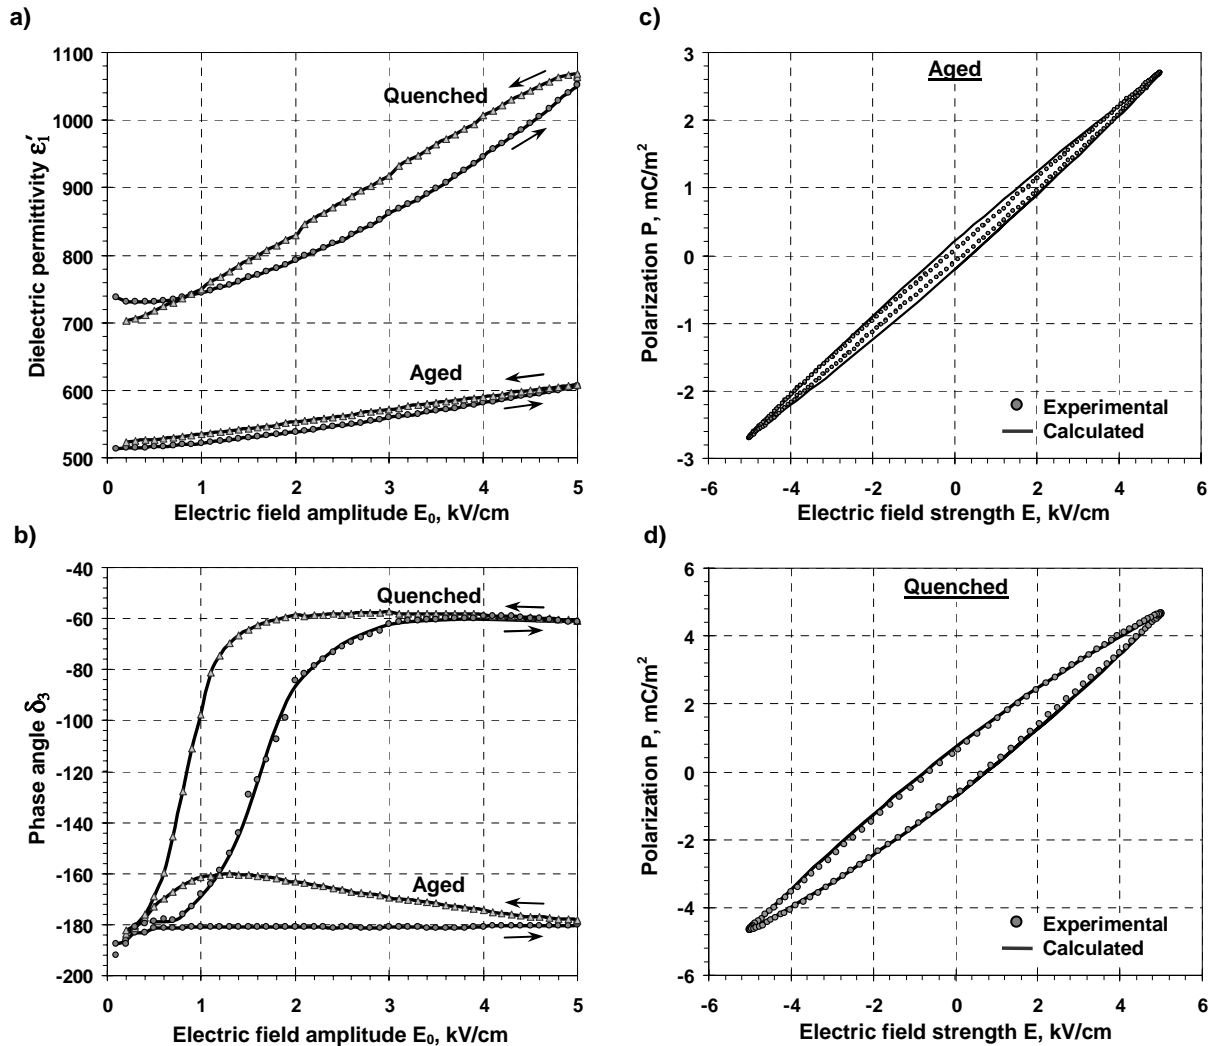 a)
1100
1000
900
800
700
600
500
0
1
2
3
4
5
Dielectric permittivity ε₁′
Electric field amplitude E₀, kV/cm
Quenched
Aged
b)
-40
-60
-80
-100
-120
-140
-160
-180
-200
0
1
2
3
4
5
Phase angle δ₃
Electric field amplitude E₀, kV/cm
Quenched
Aged
c)
3
2
1
0
-1
-2
-3
-6
-4
-2
0
2
4
6
Polarization P, mC/m²
Electric field strength E, kV/cm
Aged
Experimental
Calculated
d)
6
4
2
0
-2
-4
-6
-6
-4
-2
0
2
4
6
Polarization P, mC/m²
Electric field strength E, kV/cm
Quenched
Experimental
Calculated